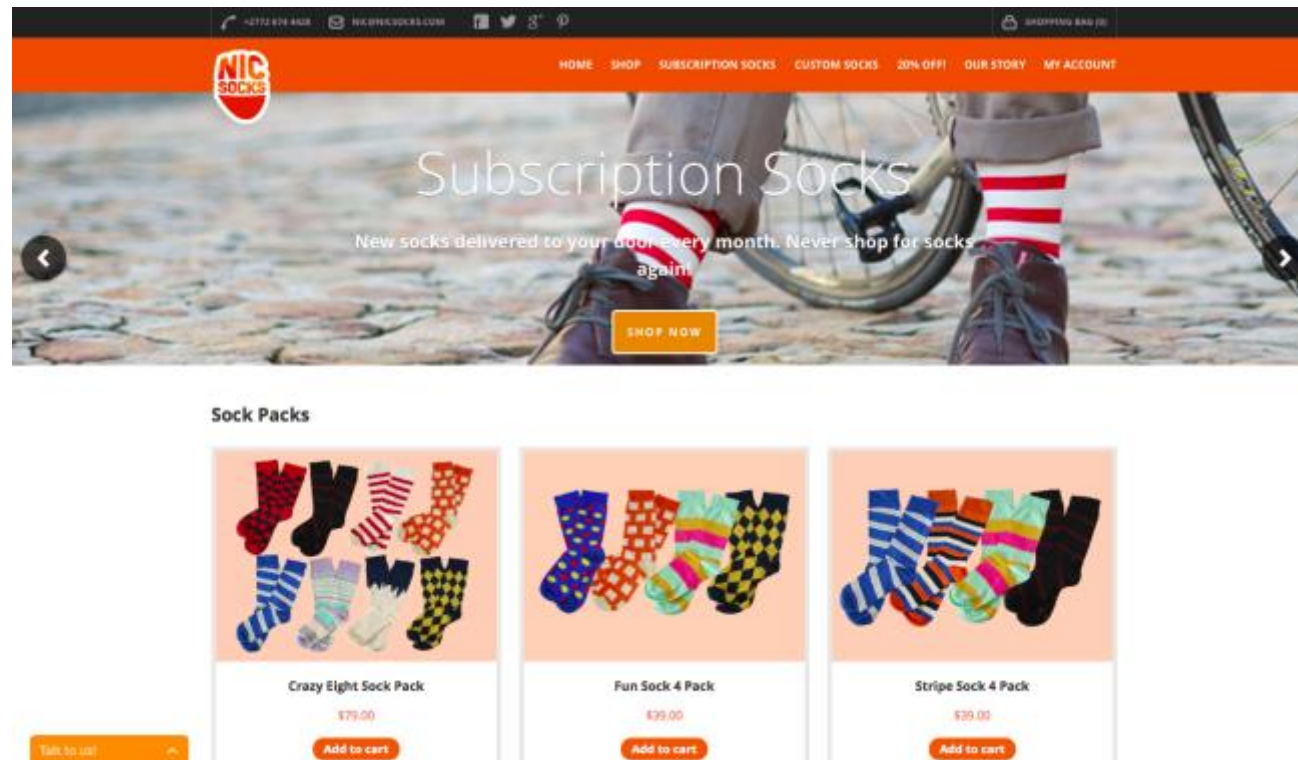 NIC@NICSOCKS.COM
SHOPPING BAG (0)
NIC
SOCKS
HOME SHOP SUBSCRIPTION SOCKS CUSTOM SOCKS 20% OFF! OUR STORY MY ACCOUNT
Subscription Socks
New socks delivered to your door every month. Never shop for socks
again!
SHOP NOW
Sock Packs
Crazy Eight Sock Pack
$79.00
Add to cart
Fun Sock 4 Pack
$39.00
Add to cart
Stripe Sock 4 Pack
$39.00
Add to cart
Talk to us!